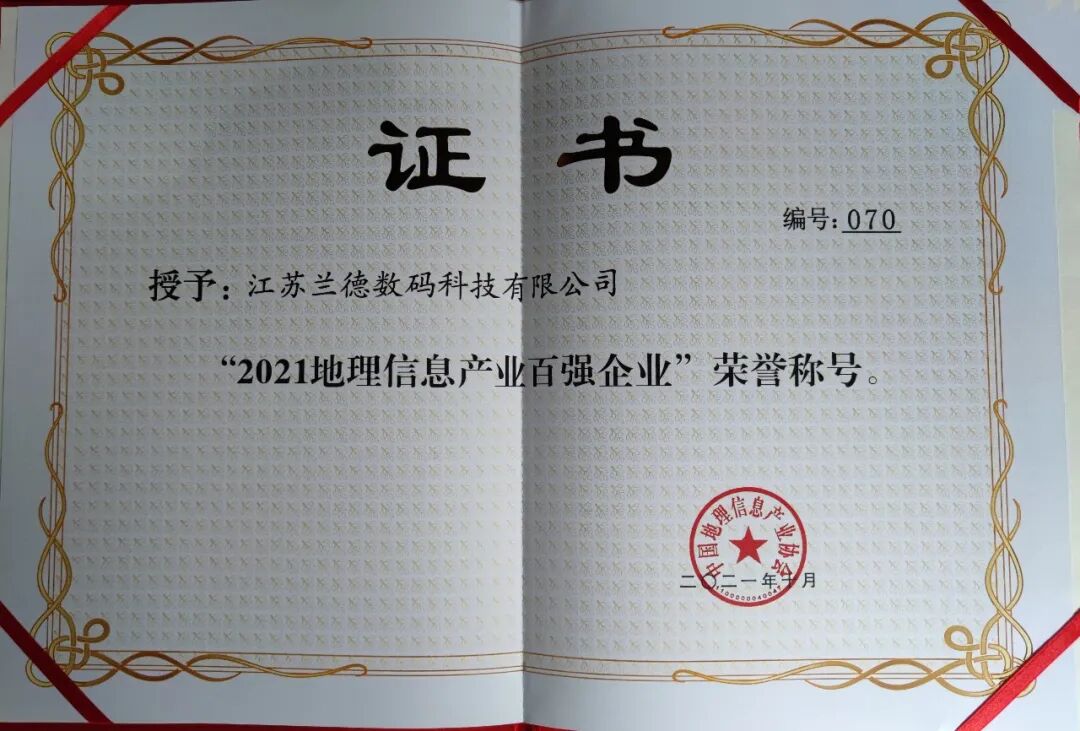 证书
编号：070
授予：江苏兰德数码科技有限公司
“2021地理信息产业百强企业”荣誉称号。
中国地理信息产业协会
二〇二一年十月